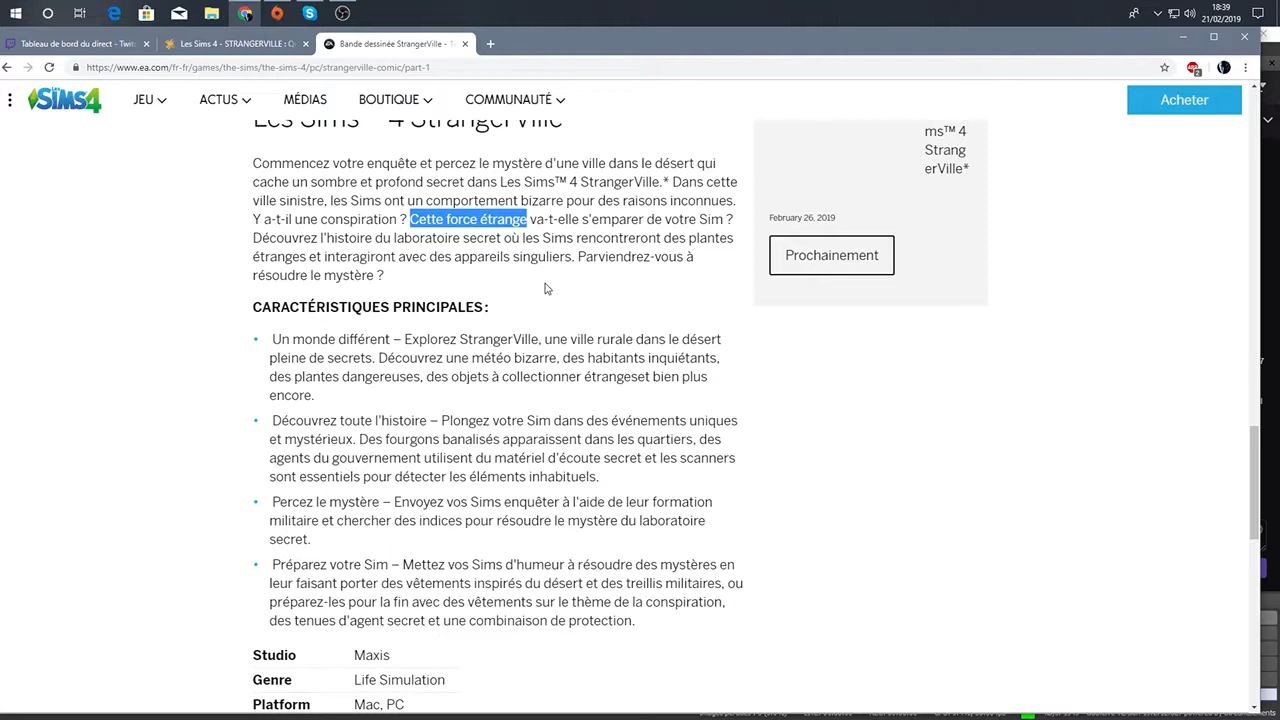 18:39
21/02/2019
Tableau de bord du direct - Twit
Les Sims 4 - STRANGERVILLE : Q
Bande dessinée StrangerVille - 1
https://www.ea.com/fr-fr/games/the-sims/the-sims-4/pc/strangerville-comic/part-1
2
SIMS4
JEU
ACTUS
MÉDIAS
BOUTIQUE
COMMUNAUTÉ
Acheter
Les Sims™ 4 StrangerVille
ms™ 4
Strang
erVille*
Commencez votre enquête et percez le mystère d'une ville dans le désert qui
cache un sombre et profond secret dans Les Sims™ 4 StrangerVille.* Dans cette
ville sinistre, les Sims ont un comportement bizarre pour des raisons inconnues.
Y a-t-il une conspiration ? Cette force étrange va-t-elle s'emparer de votre Sim ?
Découvrez l'histoire du laboratoire secret où les Sims rencontreront des plantes
étranges et interagiront avec des appareils singuliers. Parviendrez-vous à
résoudre le mystère ?
February 26, 2019
Prochainement
CARACTÉRISTIQUES PRINCIPALES :
• Un monde différent – Explorez StrangerVille, une ville rurale dans le désert
pleine de secrets. Découvrez une météo bizarre, des habitants inquiétants,
des plantes dangereuses, des objets à collectionner étrangeset bien plus
encore.
• Découvrez toute l'histoire – Plongez votre Sim dans des événements uniques
et mystérieux. Des fourgons banalisés apparaissent dans les quartiers, des
agents du gouvernement utilisent du matériel d'écoute secret et les scanners
sont essentiels pour détecter les éléments inhabituels.
• Percez le mystère – Envoyez vos Sims enquêter à l'aide de leur formation
militaire et chercher des indices pour résoudre le mystère du laboratoire
secret.
• Préparez votre Sim – Mettez vos Sims d'humeur à résoudre des mystères en
leur faisant porter des vêtements inspirés du désert et des treillis militaires, ou
préparez-les pour la fin avec des vêtements sur le thème de la conspiration,
des tenues d'agent secret et une combinaison de protection.
Studio Maxis
Genre Life Simulation
Platform Mac, PC